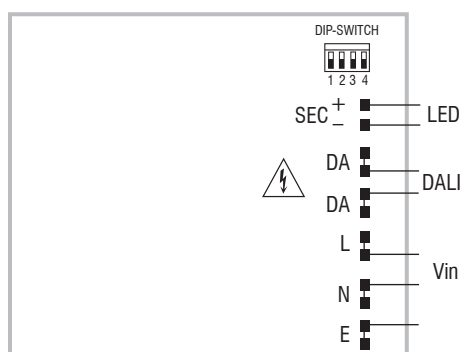 DIP-SWITCH
1 2 3 4
SEC + LED
−
DA
DALI
DA
L
Vin
N
E